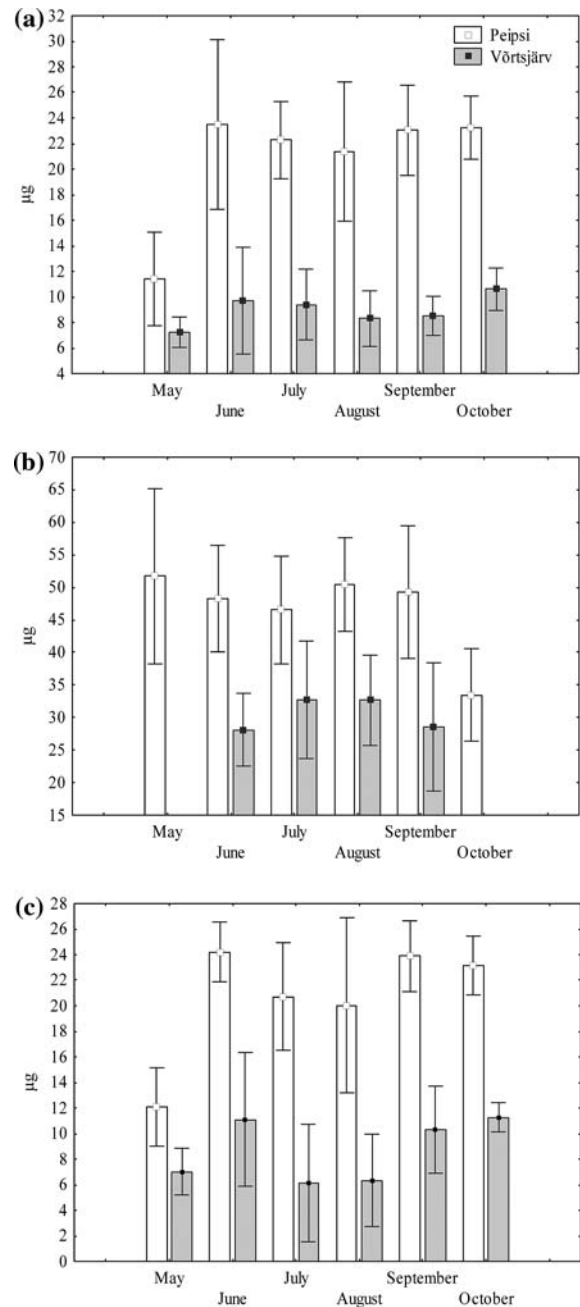 (a)
32
30
28
26
24
22
20
18
16
14
12
10
8
6
4
µg
Peipsi
Võrtsjärv
May
July
September
June
August
October
(b)
70
65
60
55
50
45
40
35
30
25
20
15
µg
May
July
September
June
August
October
(c)
28
26
24
22
20
18
16
14
12
10
8
6
4
2
0
µg
May
July
September
June
August
October